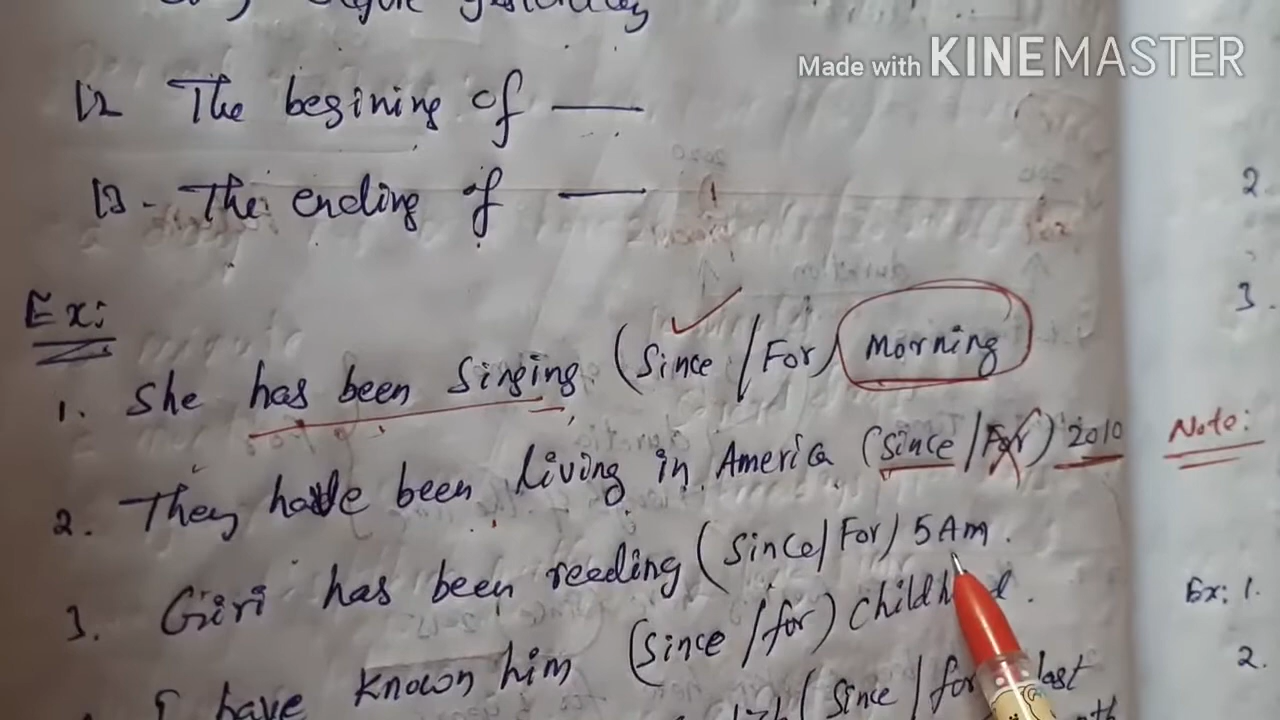 yesterday
Made with KINEMASTER
12 The begining of —
13 - The ending of —
Ex:
1. She has been Singing (Since / For) Morning
2. They have been living in America (Since / For) 2010
Note:
3. Giri has been reading (Since / For) 5 Am.
I have known him (Since / for) childhood.
(Since / for last
2.
3.
Ex: 1.
2.